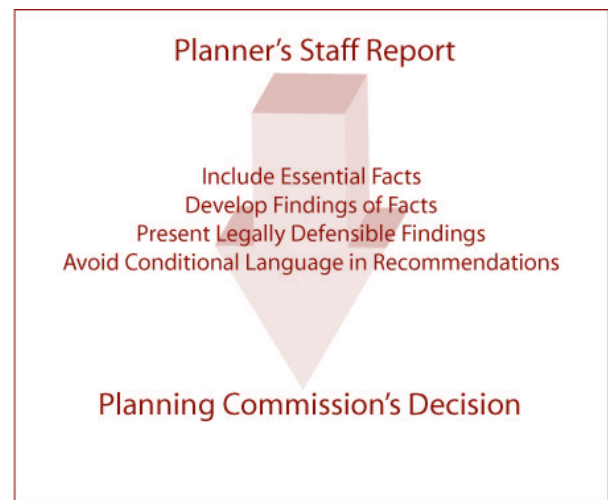 Planner’s Staff Report
Include Essential Facts
Develop Findings of Facts
Present Legally Defensible Findings
Avoid Conditional Language in Recommendations
Planning Commission’s Decision